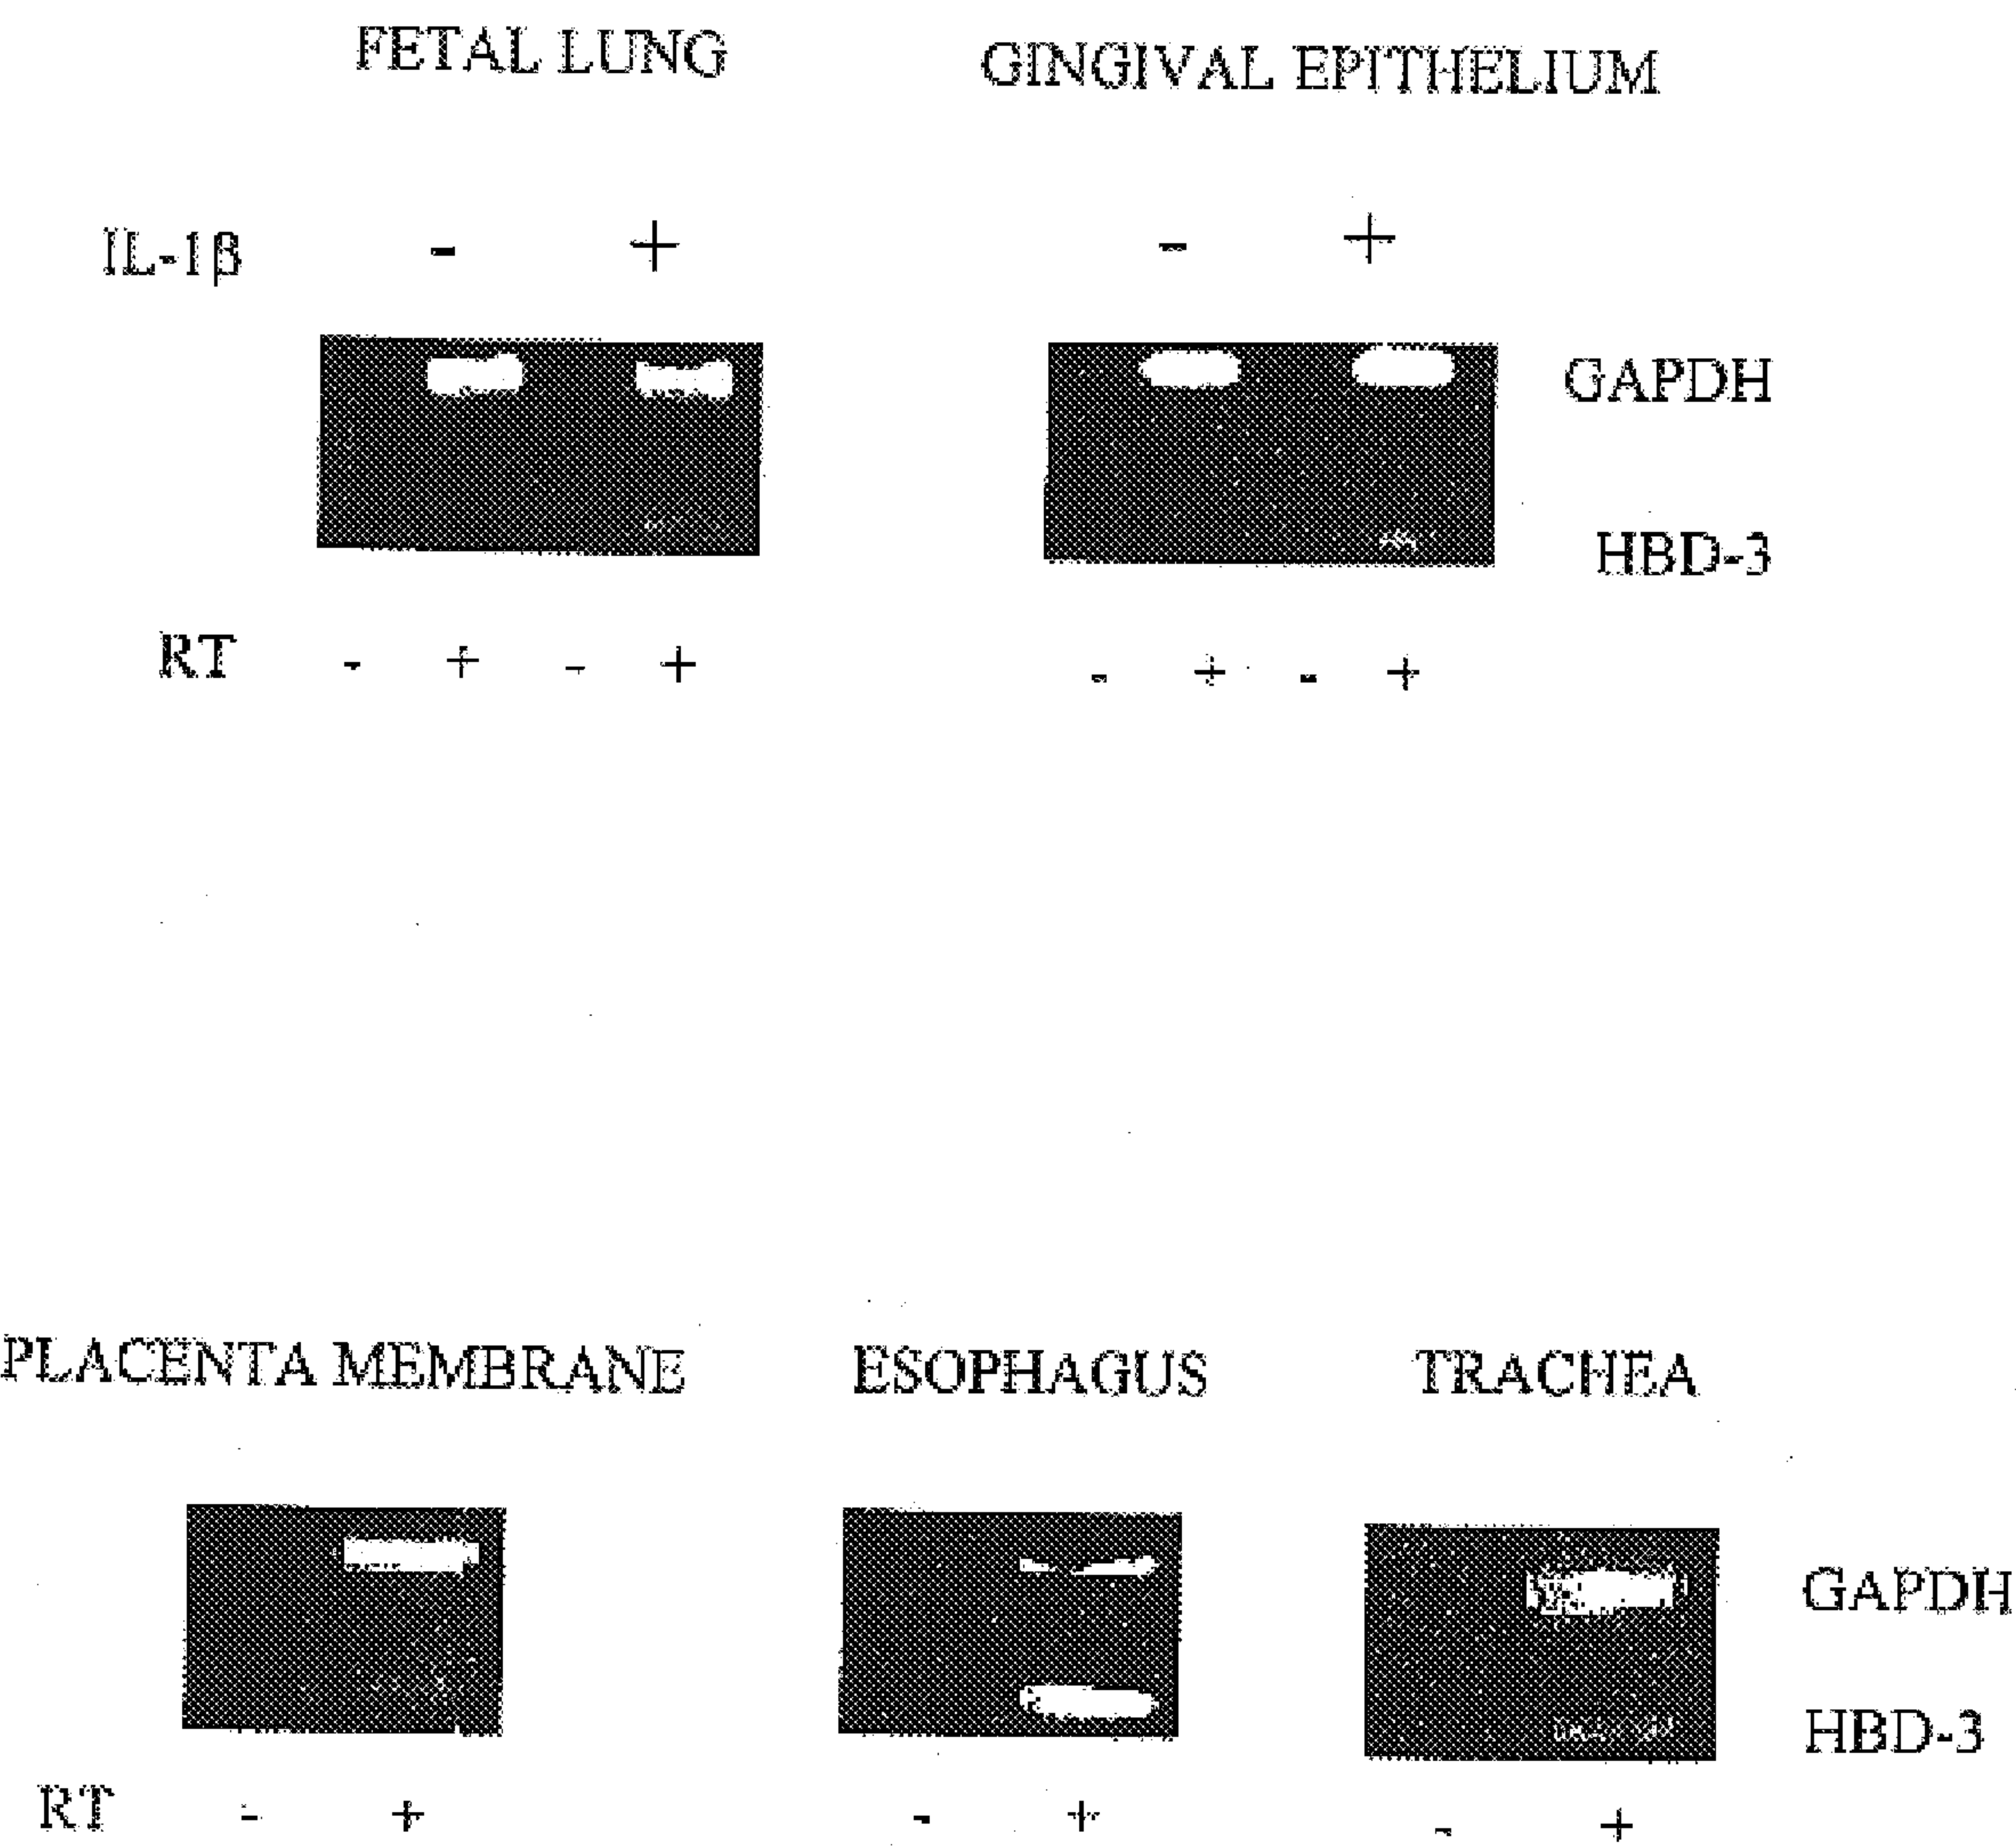 FETAL LUNG GINGIVAL EPITHELIUM
IL-1β - + - +
GAPDH
HBD-3
RT - + - + - + - +
PLACENTA MEMBRANE ESOPHAGUS TRACHEA
GAPDH
HBD-3
RT - + - + - +